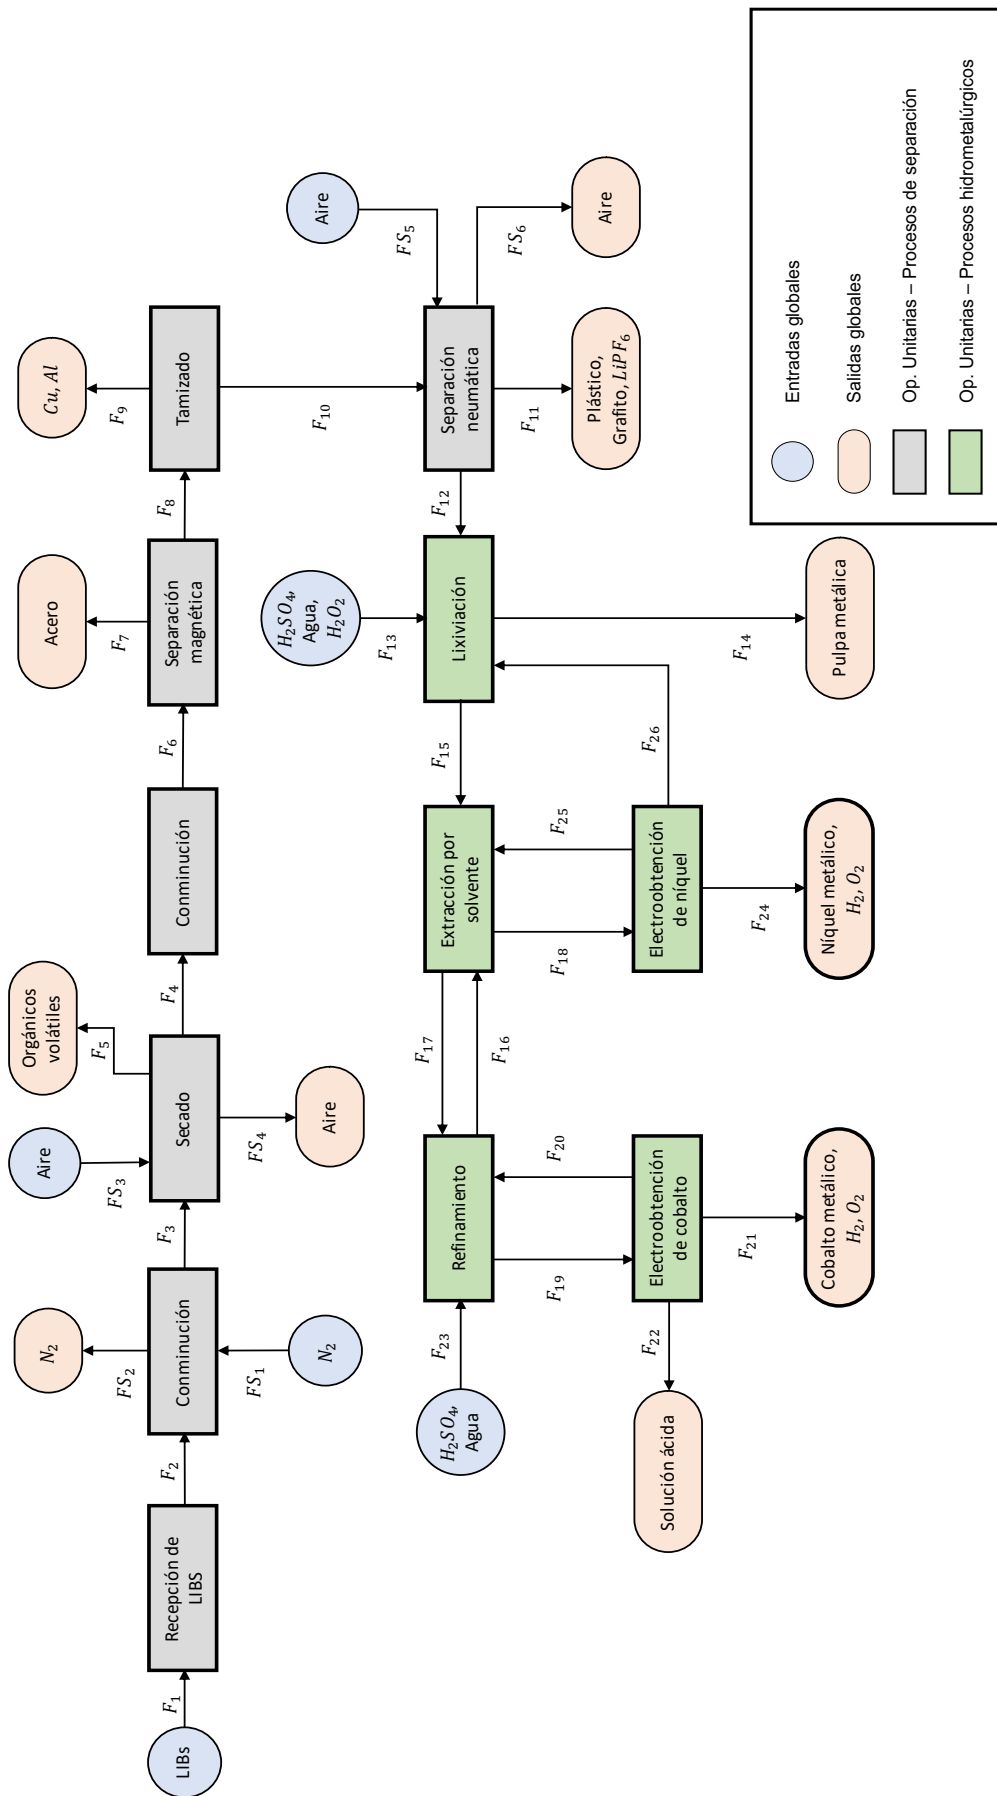 LIBs
F₁
Recepción de
LIBS
F₂
Conminución
FS₂
N₂
FS₁
N₂
F₃
Aire
FS₃
Secado
F₅
Orgánicos
volátiles
FS₄
Aire
F₄
Conminución
F₆
Separación
magnética
F₇
Acero
F₈
Tamizado
F₉
Cu, Al
F₁₀
Aire
FS₅
Separación
neumática
FS₆
Aire
F₁₁
Plástico,
Grafito, LiPF₆
F₁₂
H₂SO₄,
Agua,
H₂O₂
F₁₃
Lixiviación
F₁₄
Pulpa metálica
F₁₅
Extracción por
solvente
F₂₅
F₁₈
F₂₆
Electroobtención
de níquel
F₂₄
Níquel metálico,
H₂, O₂
F₁₇
F₁₆
Refinamiento
F₂₀
F₁₉
F₂₃
H₂SO₄,
Agua
Electroobtención
de cobalto
F₂₁
Cobalto metálico,
H₂, O₂
F₂₂
Solución ácida
Entradas globales
Salidas globales
Op. Unitarias – Procesos de separación
Op. Unitarias – Procesos hidrometalúrgicos